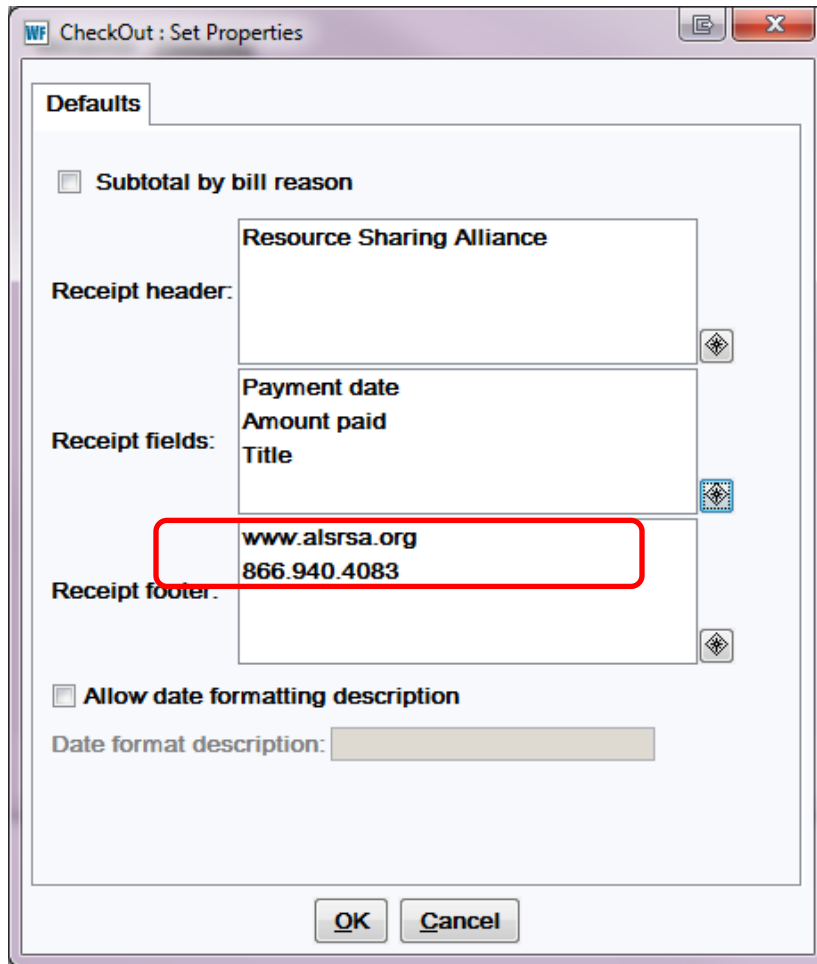 WF CheckOut : Set Properties
Defaults
Subtotal by bill reason
Receipt header:
Resource Sharing Alliance
Receipt fields:
Payment date
Amount paid
Title
Receipt footer:
www.alsrsa.org
866.940.4083
Allow date formatting description
Date format description:
OK Cancel